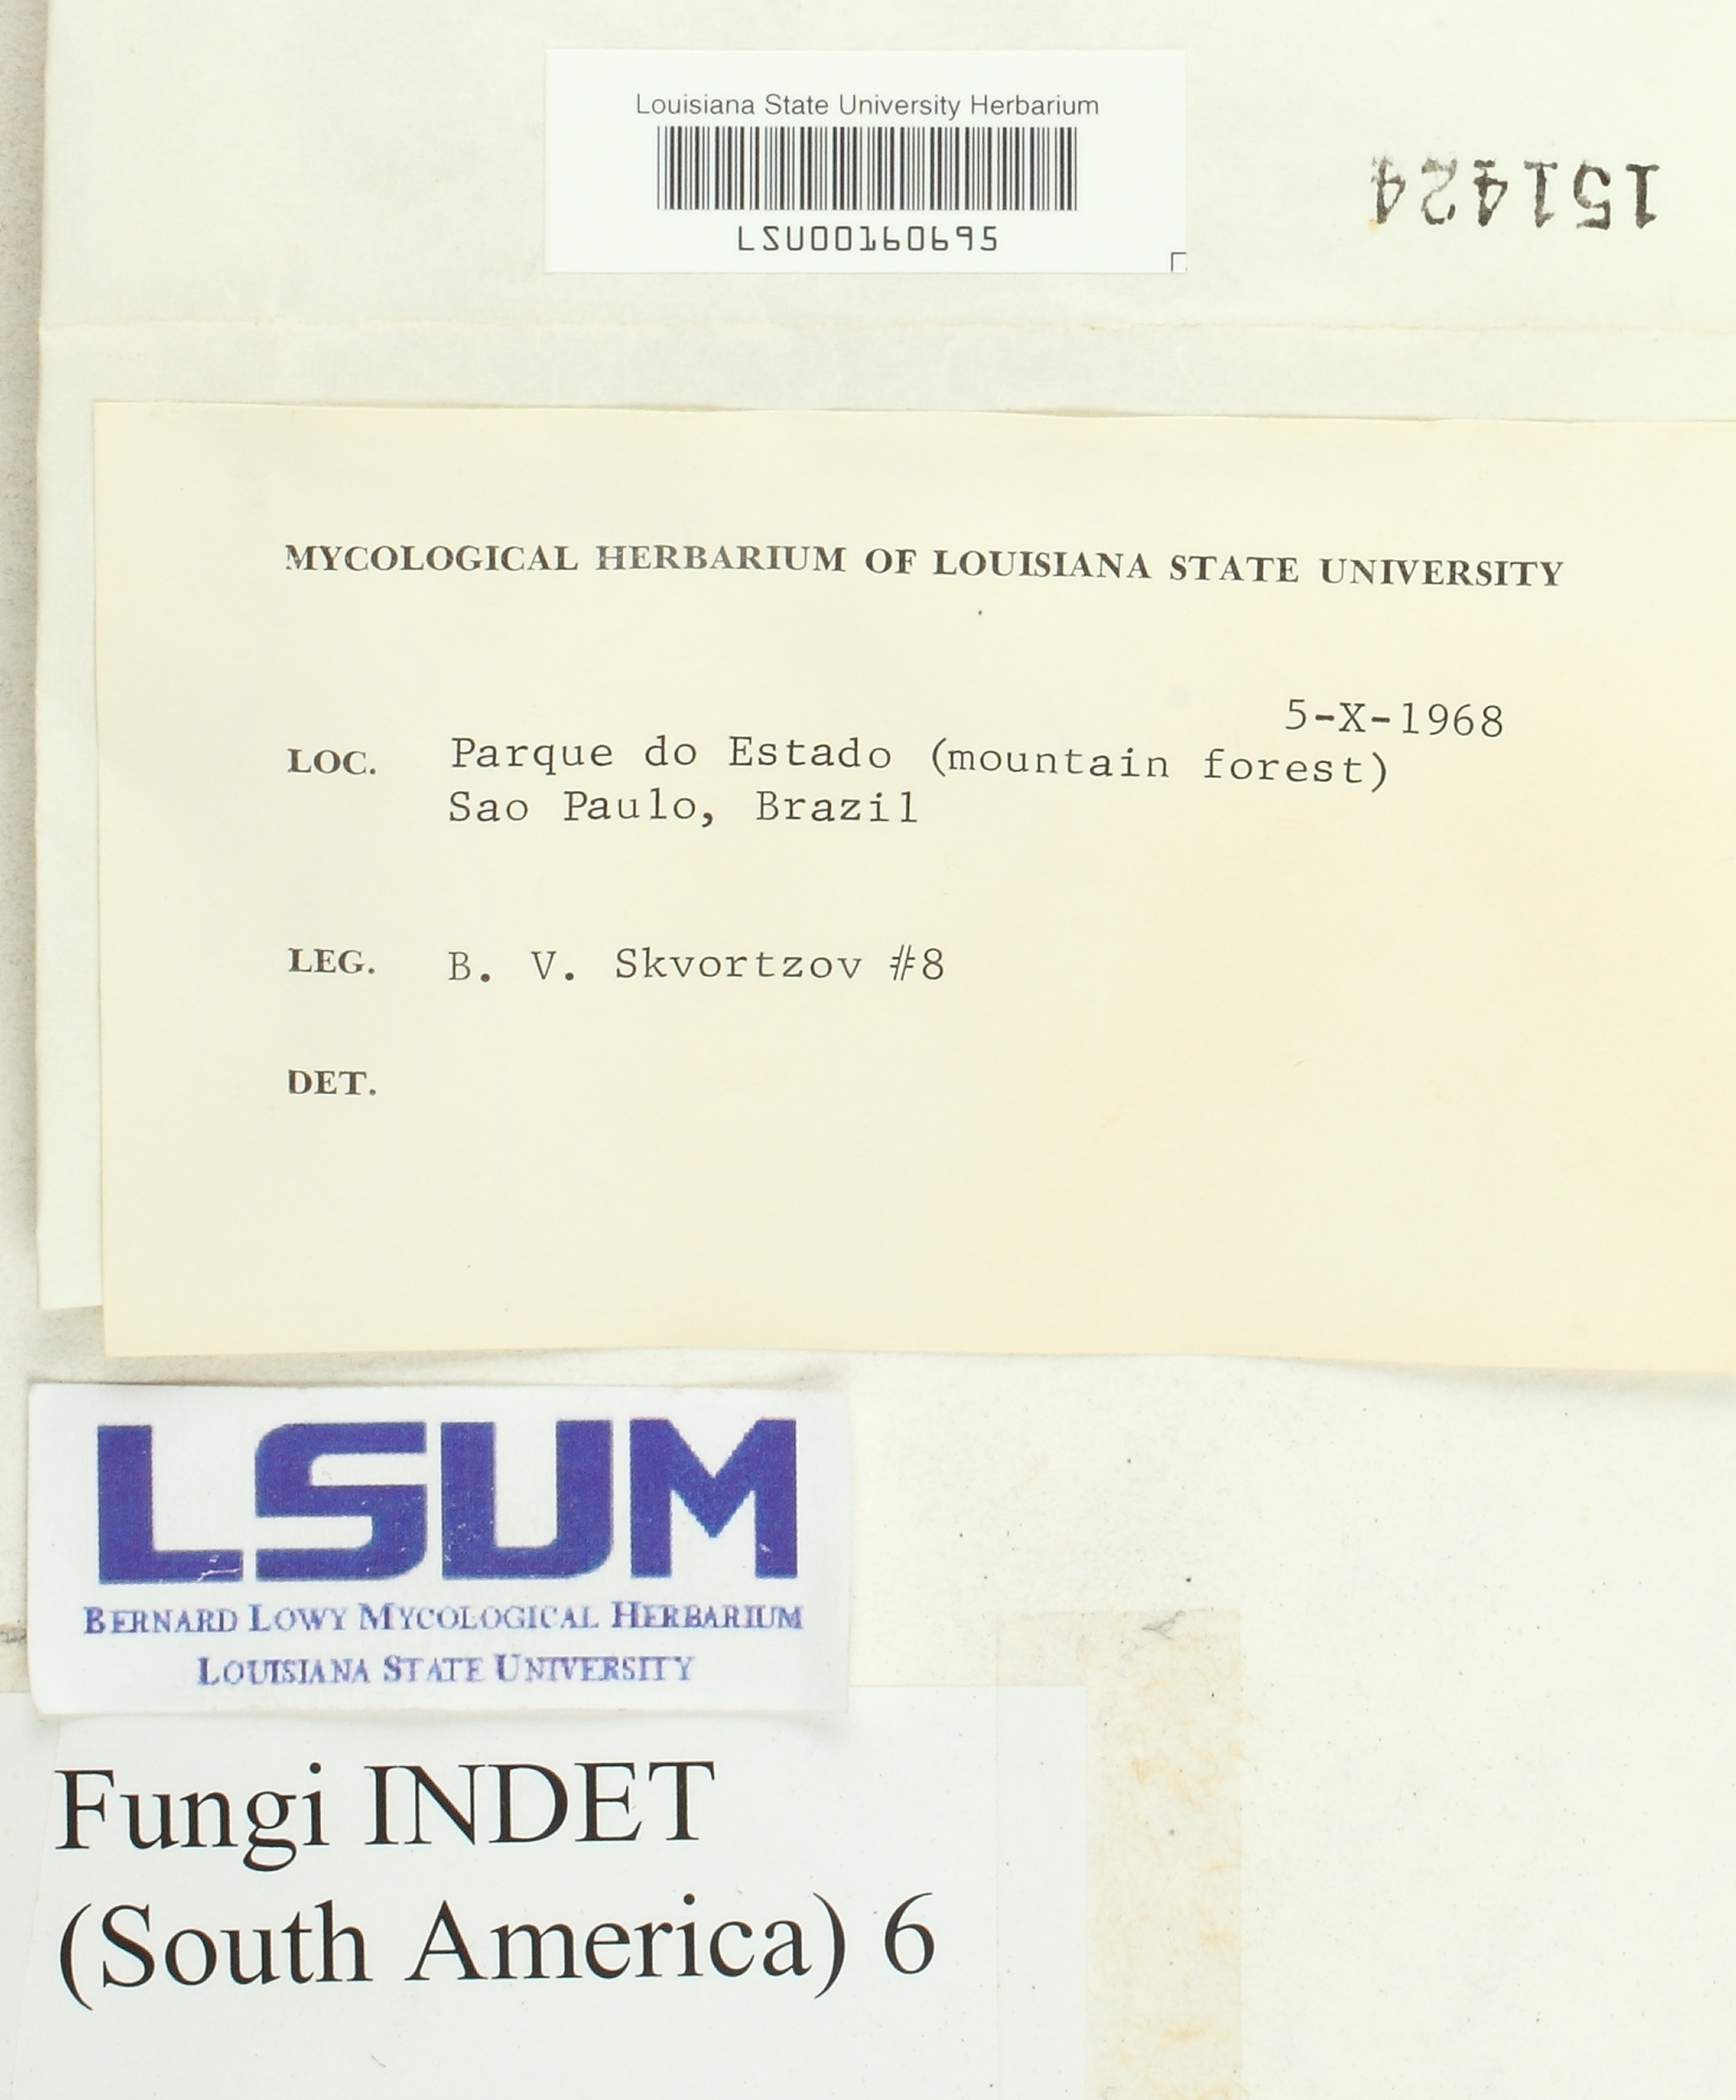 Louisiana State University Herbarium
LSU00160695
151424
MYCOLOGICAL HERBARIUM OF LOUISIANA STATE UNIVERSITY
5-X-1968
LOC. Parque do Estado (mountain forest)
Sao Paulo, Brazil
LEG. B. V. Skvortzov #8
DET.
LSUM
BERNARD LOWY MYCOLOGICAL HERBARIUM
LOUISIANA STATE UNIVERSITY
Fungi INDET
(South America) 6